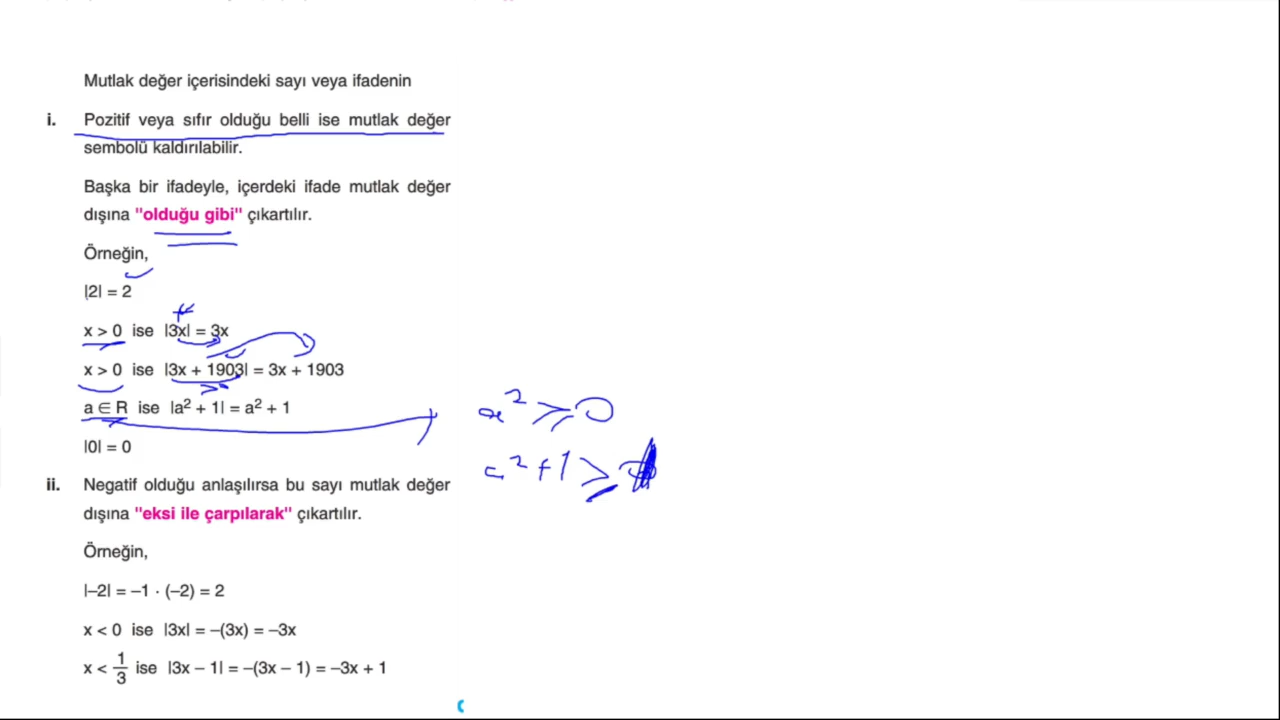 Mutlak değer içerisindeki sayı veya ifadenin
i. Pozitif veya sıfır olduğu belli ise mutlak değer
sembolü kaldırılabilir.
Başka bir ifadeyle, içerdeki ifade mutlak değer
dışına "olduğu gibi" çıkartılır.
Örneğin,
|2| = 2
x > 0 ise |3x| = 3x
x > 0 ise |3x + 1903| = 3x + 1903
a ∈ R ise |a² + 1| = a² + 1
a² ≥ 0
|0| = 0
a² + 1 ≥
ii. Negatif olduğu anlaşılırsa bu sayı mutlak değer
dışına "eksi ile çarpılarak" çıkartılır.
Örneğin,
|–2| = –1 · (–2) = 2
x < 0 ise |3x| = –(3x) = –3x
x < 1/3 ise |3x – 1| = –(3x – 1) = –3x + 1